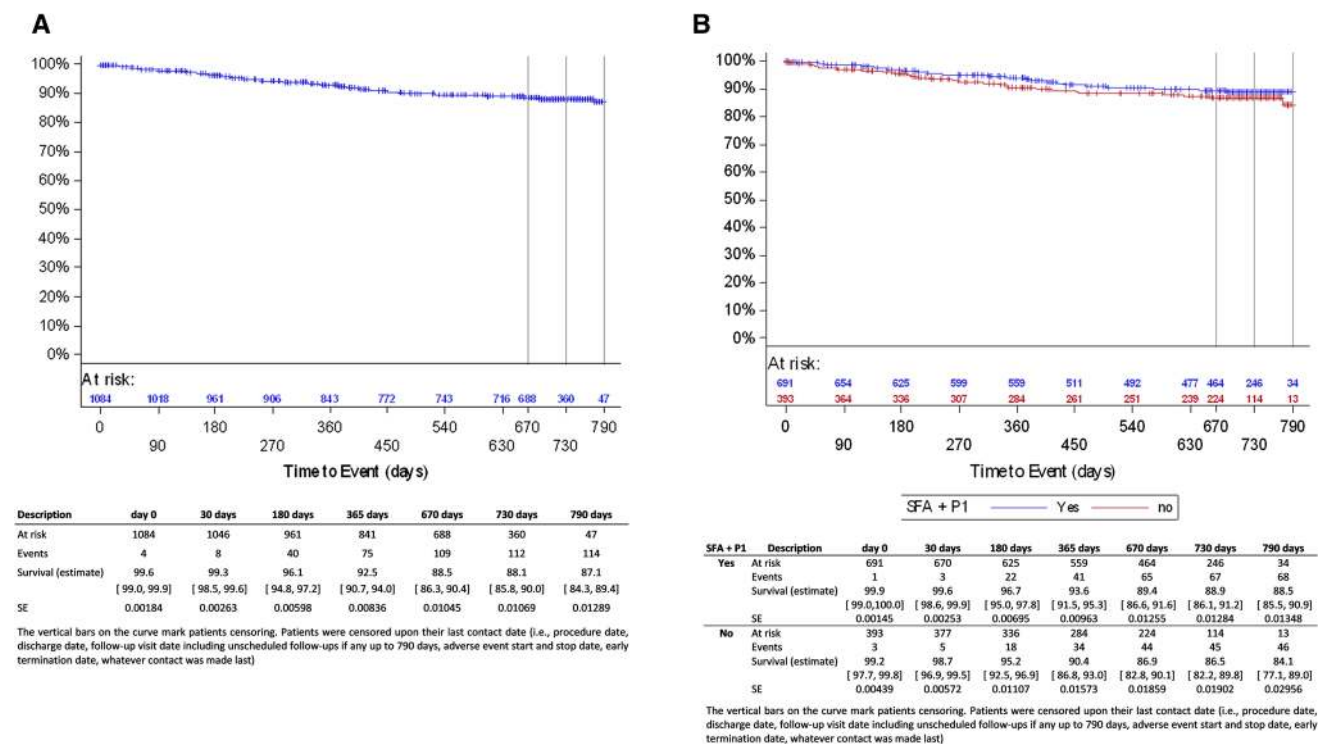 A
100%
90%
80%
70%
60%
50%
40%
30%
20%
10%
0%
At risk:
1084 1018 961 906 843 772 743 716 688 360 47
0 180 360 540 670 790
90 270 450 630 730
Time to Event (days)
Description day 0 30 days 180 days 365 days 670 days 730 days 790 days
At risk 1084 1046 961 841 688 360 47
Events 4 8 40 75 109 112 114
Survival (estimate) 99.6 99.3 96.1 92.5 88.5 88.1 87.1
[ 99.0, 99.9] [ 98.5, 99.6] [ 94.8, 97.2] [ 90.7, 94.0] [ 86.3, 90.4] [ 85.8, 90.0] [ 84.3, 89.4]
SE 0.00184 0.00263 0.00598 0.00836 0.01045 0.01069 0.01289
The vertical bars on the curve mark patients censoring. Patients were censored upon their last contact date (i.e., procedure date,
discharge date, follow-up visit date including unscheduled follow-ups if any up to 790 days, adverse event start and stop date, early
termination date, whatever contact was made last)
B
100%
90%
80%
70%
60%
50%
40%
30%
20%
10%
0%
At risk:
691 654 625 599 559 511 492 477 464 246 34
393 364 336 307 284 261 251 239 224 114 13
0 180 360 540 670 790
90 270 450 630 730
Time to Event (days)
SFA + P1 Yes no
SFA + P1 Description day 0 30 days 180 days 365 days 670 days 730 days 790 days
Yes At risk 691 670 625 559 464 246 34
Events 1 3 22 41 65 67 68
Survival (estimate) 99.9 99.6 96.7 93.6 89.4 88.9 88.5
[ 99.0,100.0] [ 98.6, 99.9] [ 95.0, 97.8] [ 91.5, 95.3] [ 86.6, 91.6] [ 86.1, 91.2] [ 85.5, 90.9]
SE 0.00145 0.00253 0.00695 0.00963 0.01255 0.01284 0.01348
No At risk 393 377 336 284 224 114 13
Events 3 5 18 34 44 45 46
Survival (estimate) 99.2 98.7 95.2 90.4 86.9 86.5 84.1
[ 97.7, 99.8] [ 96.9, 99.5] [ 92.5, 96.9] [ 86.8, 93.0] [ 82.8, 90.1] [ 82.2, 89.8] [ 77.1, 89.0]
SE 0.00439 0.00572 0.01107 0.01573 0.01859 0.01902 0.02956
The vertical bars on the curve mark patients censoring. Patients were censored upon their last contact date (i.e., procedure date,
discharge date, follow-up visit date including unscheduled follow-ups if any up to 790 days, adverse event start and stop date, early
termination date, whatever contact was made last)